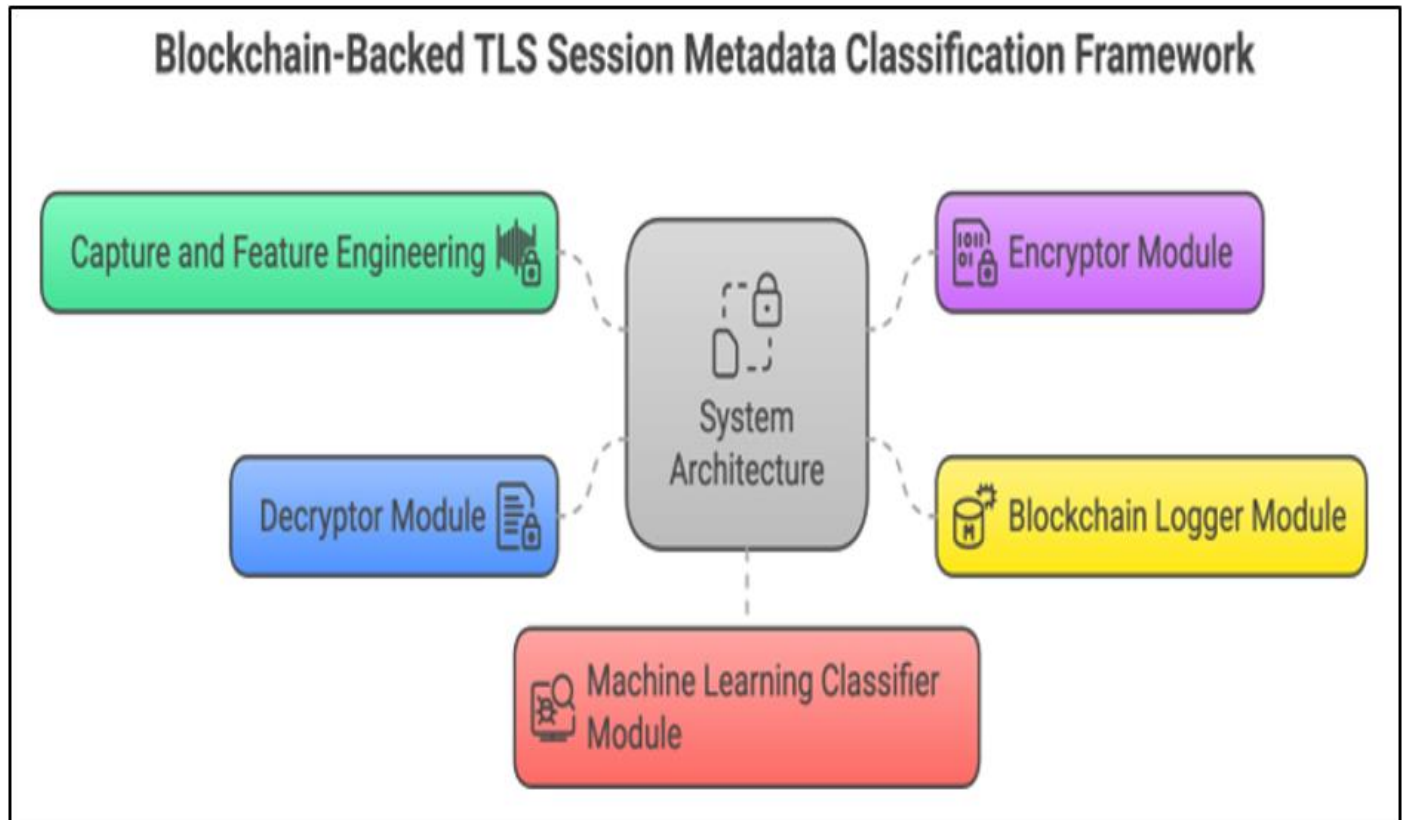 Blockchain-Backed TLS Session Metadata Classification Framework
Capture and Feature Engineering
Encryptor Module
System
Architecture
Decryptor Module
Blockchain Logger Module
Machine Learning Classifier
Module